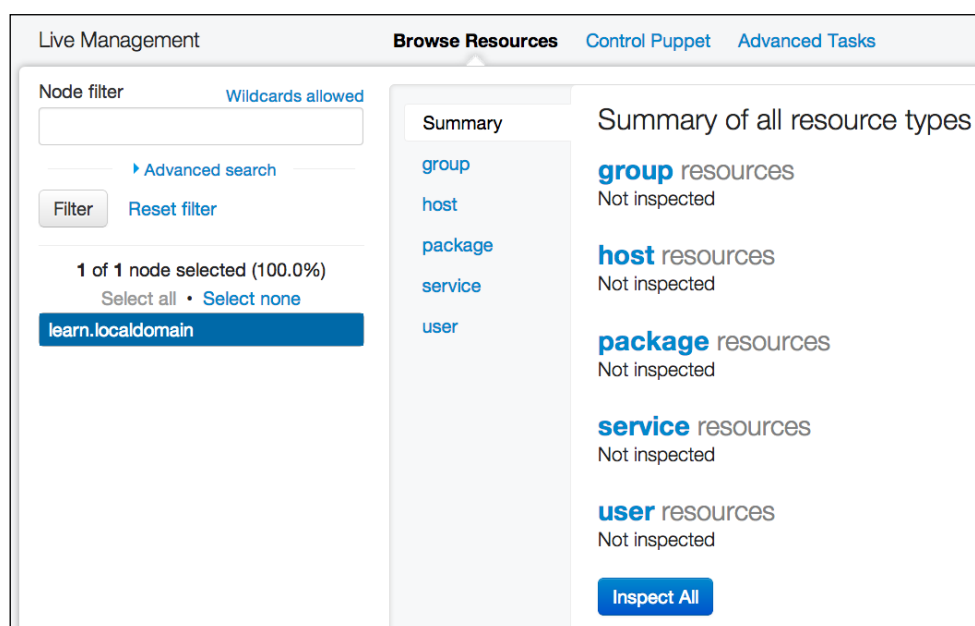 Live Management
Browse Resources
Control Puppet
Advanced Tasks
Node filter
Wildcards allowed
Advanced search
Filter
Reset filter
1 of 1 node selected (100.0%)
Select all • Select none
learn.localdomain
Summary
group
host
package
service
user
Summary of all resource types
group resources
Not inspected
host resources
Not inspected
package resources
Not inspected
service resources
Not inspected
user resources
Not inspected
Inspect All